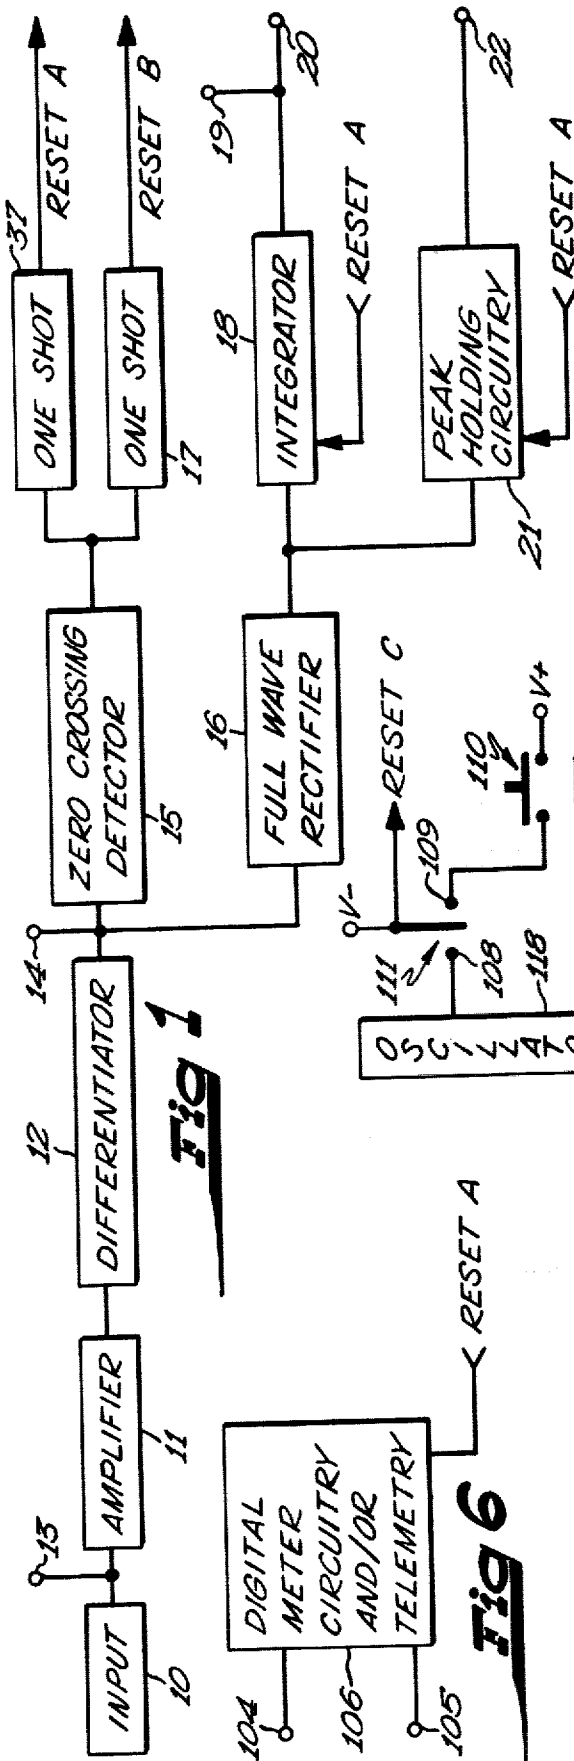 13
INPUT
10
AMPLIFIER
11
12
DIFFERENTIATOR
14
ZERO CROSSING
DETECTOR
15
37
ONE SHOT
RESET A
ONE SHOT
17
RESET B
Fig 1
16
FULL WAVE
RECTIFIER
18
INTEGRATOR
RESET A
19
20
PEAK
HOLDING
CIRCUITRY
21
RESET A
22
104
105
106
DIGITAL
METER
CIRCUITRY
AND/OR
TELEMETRY
RESET A
Fig 6
V-
RESET C
111
109
108
110
V+
118